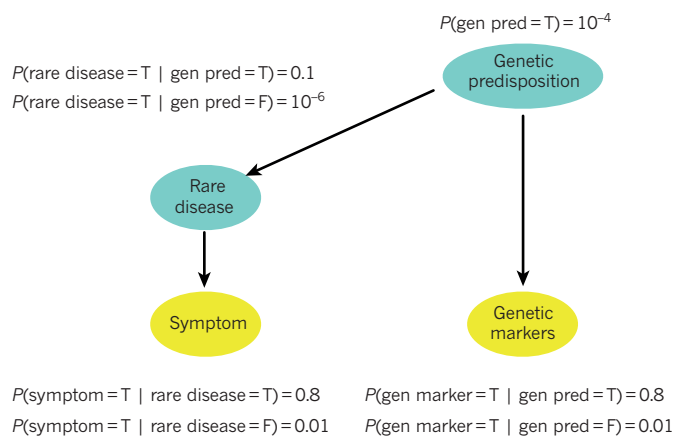 P(gen pred = T) = 10⁻⁴
Genetic
predisposition
P(rare disease = T | gen pred = T) = 0.1
P(rare disease = T | gen pred = F) = 10⁻⁶
Rare
disease
Symptom
Genetic
markers
P(symptom = T | rare disease = T) = 0.8
P(symptom = T | rare disease = F) = 0.01
P(gen marker = T | gen pred = T) = 0.8
P(gen marker = T | gen pred = F) = 0.01